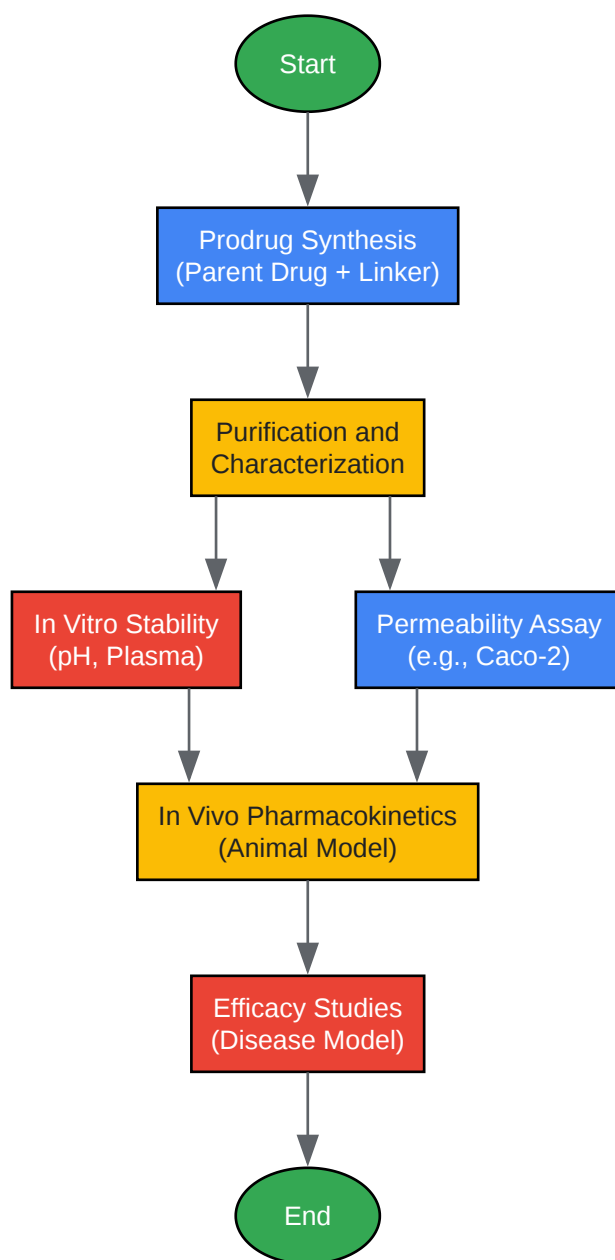 Start
Prodrug Synthesis
(Parent Drug + Linker)
Purification and
Characterization
In Vitro Stability
(pH, Plasma)
Permeability Assay
(e.g., Caco-2)
In Vivo Pharmacokinetics
(Animal Model)
Efficacy Studies
(Disease Model)
End